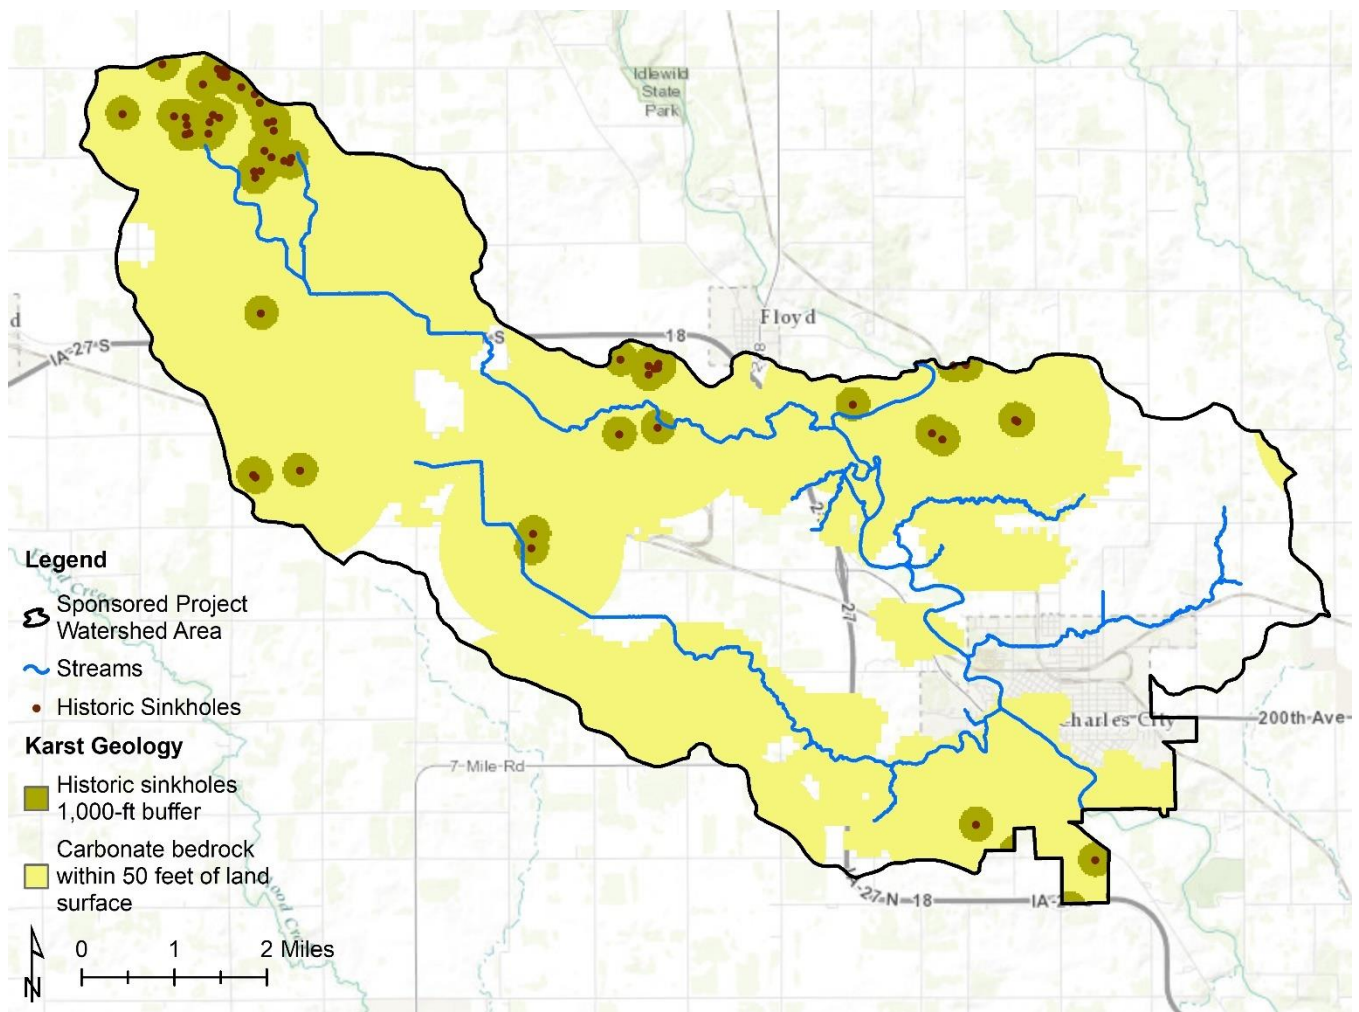 Idlewild
State
Park
Floyd
18
S
IA-27-S
d
27
Charles City
200th-Ave
7-Mile-Rd
27-N-18
IA-2
Legend
Sponsored Project
Watershed Area
Streams
Historic Sinkholes
Karst Geology
Historic sinkholes
1,000-ft buffer
Carbonate bedrock
within 50 feet of land
surface
N
0 1 2 Miles